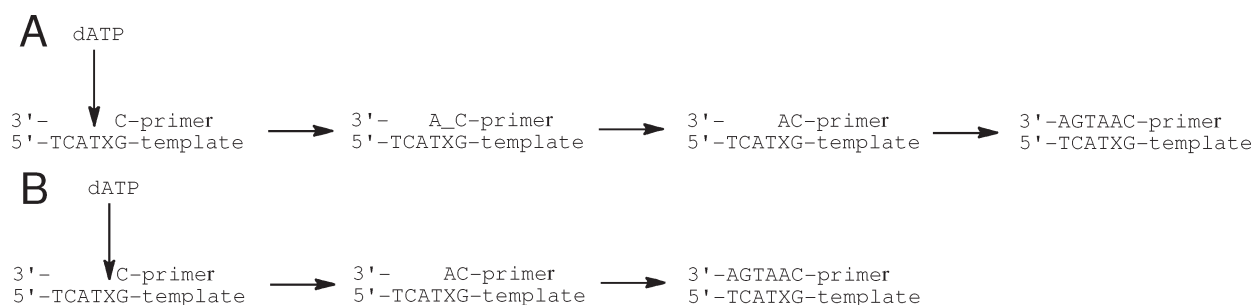 A
dATP
3'- C-primer 3'- A_C-primer 3'- AC-primer 3'-AGTAAC-primer
5'-TCATXG-template 5'-TCATXG-template 5'-TCATXG-template 5'-TCATXG-template
B
dATP
3'- C-primer 3'- AC-primer 3'-AGTAAC-primer
5'-TCATXG-template 5'-TCATXG-template 5'-TCATXG-template